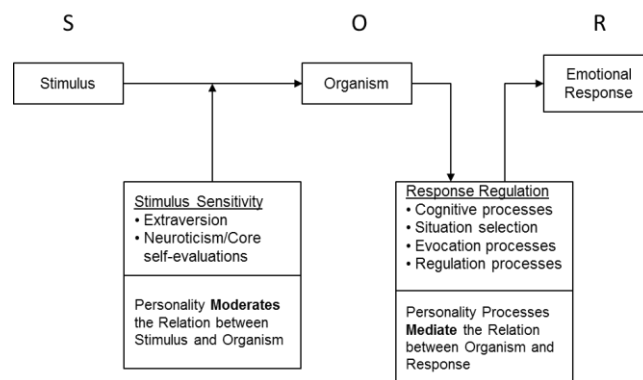 S
O
R
Stimulus
Organism
Emotional
Response
Stimulus Sensitivity
• Extraversion
• Neuroticism/Core
self-evaluations
Personality Moderates
the Relation between
Stimulus and Organism
Response Regulation
• Cognitive processes
• Situation selection
• Evocation processes
• Regulation processes
Personality Processes
Mediate the Relation
between Organism and
Response